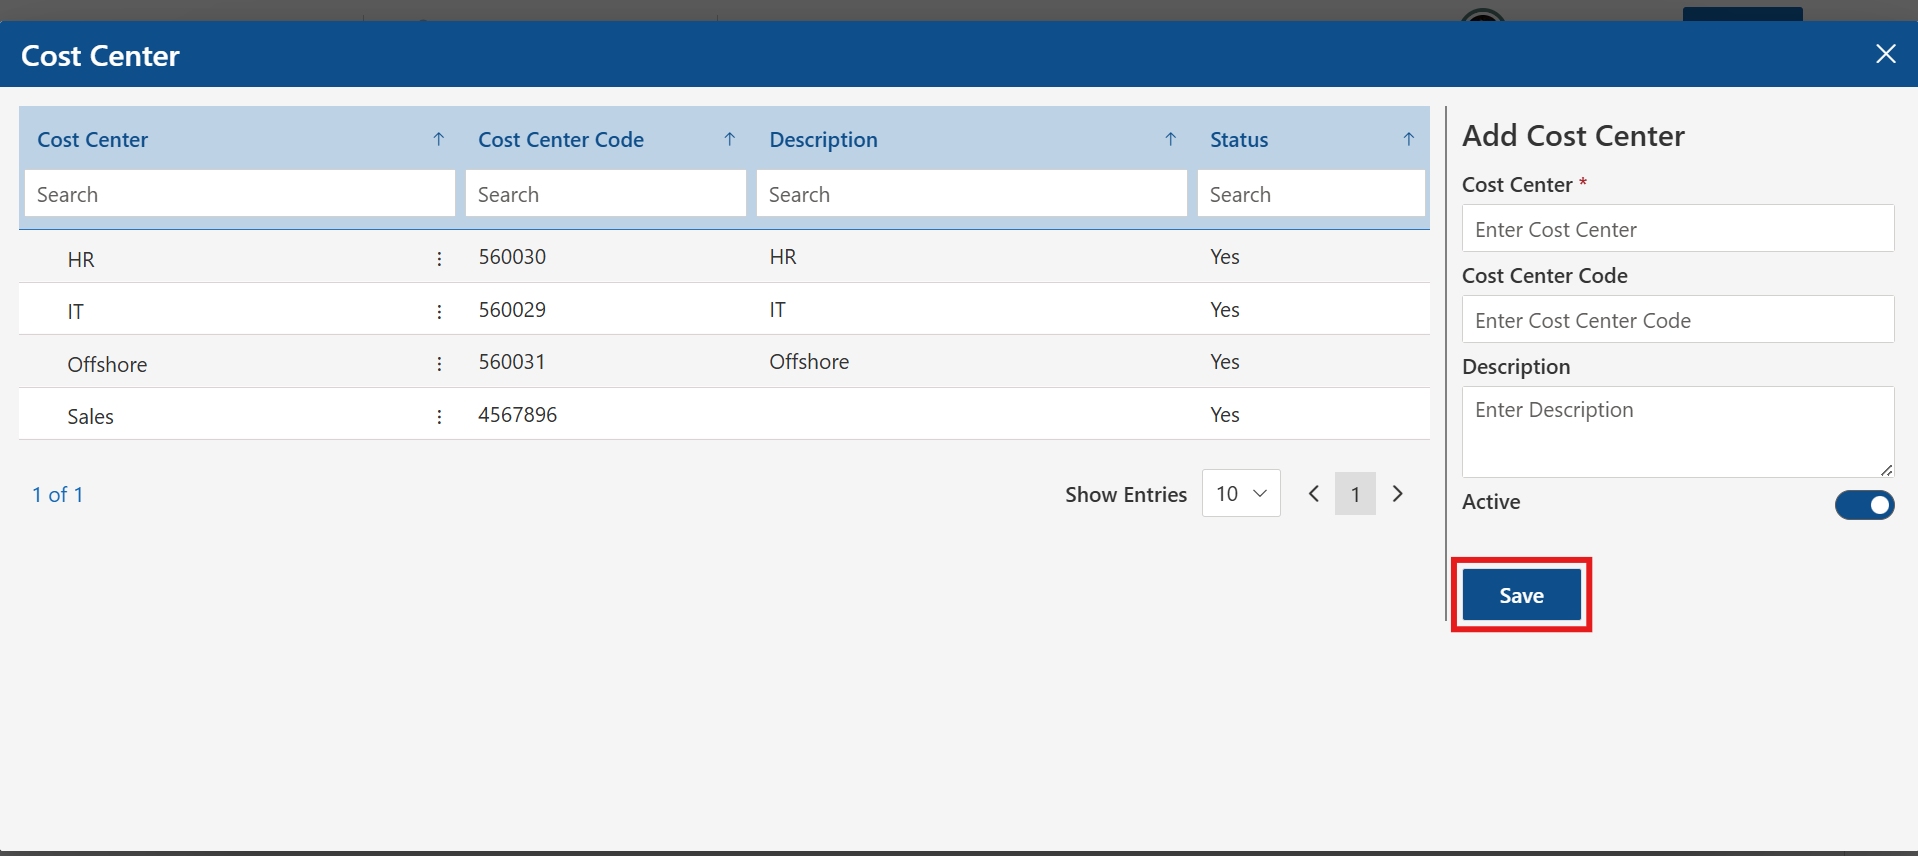 Cost Center
Cost Center Cost Center Code Description Status
Search Search Search Search
HR 560030 HR Yes
IT 560029 IT Yes
Offshore 560031 Offshore Yes
Sales 4567896 Yes
1 of 1 Show Entries 10 1
Add Cost Center
Cost Center *
Enter Cost Center
Cost Center Code
Enter Cost Center Code
Description
Enter Description
Active
Save